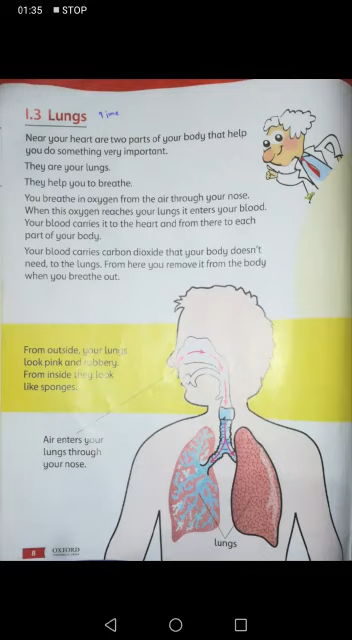 01:35 STOP
1.3 Lungs
Near your heart are two parts of your body that help
you do something very important.
They are your lungs.
They help you to breathe.
You breathe in oxygen from the air through your nose.
When this oxygen reaches your lungs it enters your blood.
Your blood carries it to the heart and from there to each
part of your body.
Your blood carries carbon dioxide that your body doesn't
need, to the lungs. From here you remove it from the body
when you breathe out.
From outside, your lungs
look pink and rubbery.
From inside they look
like sponges.
Air enters your
lungs through
your nose.
lungs
8 OXFORD